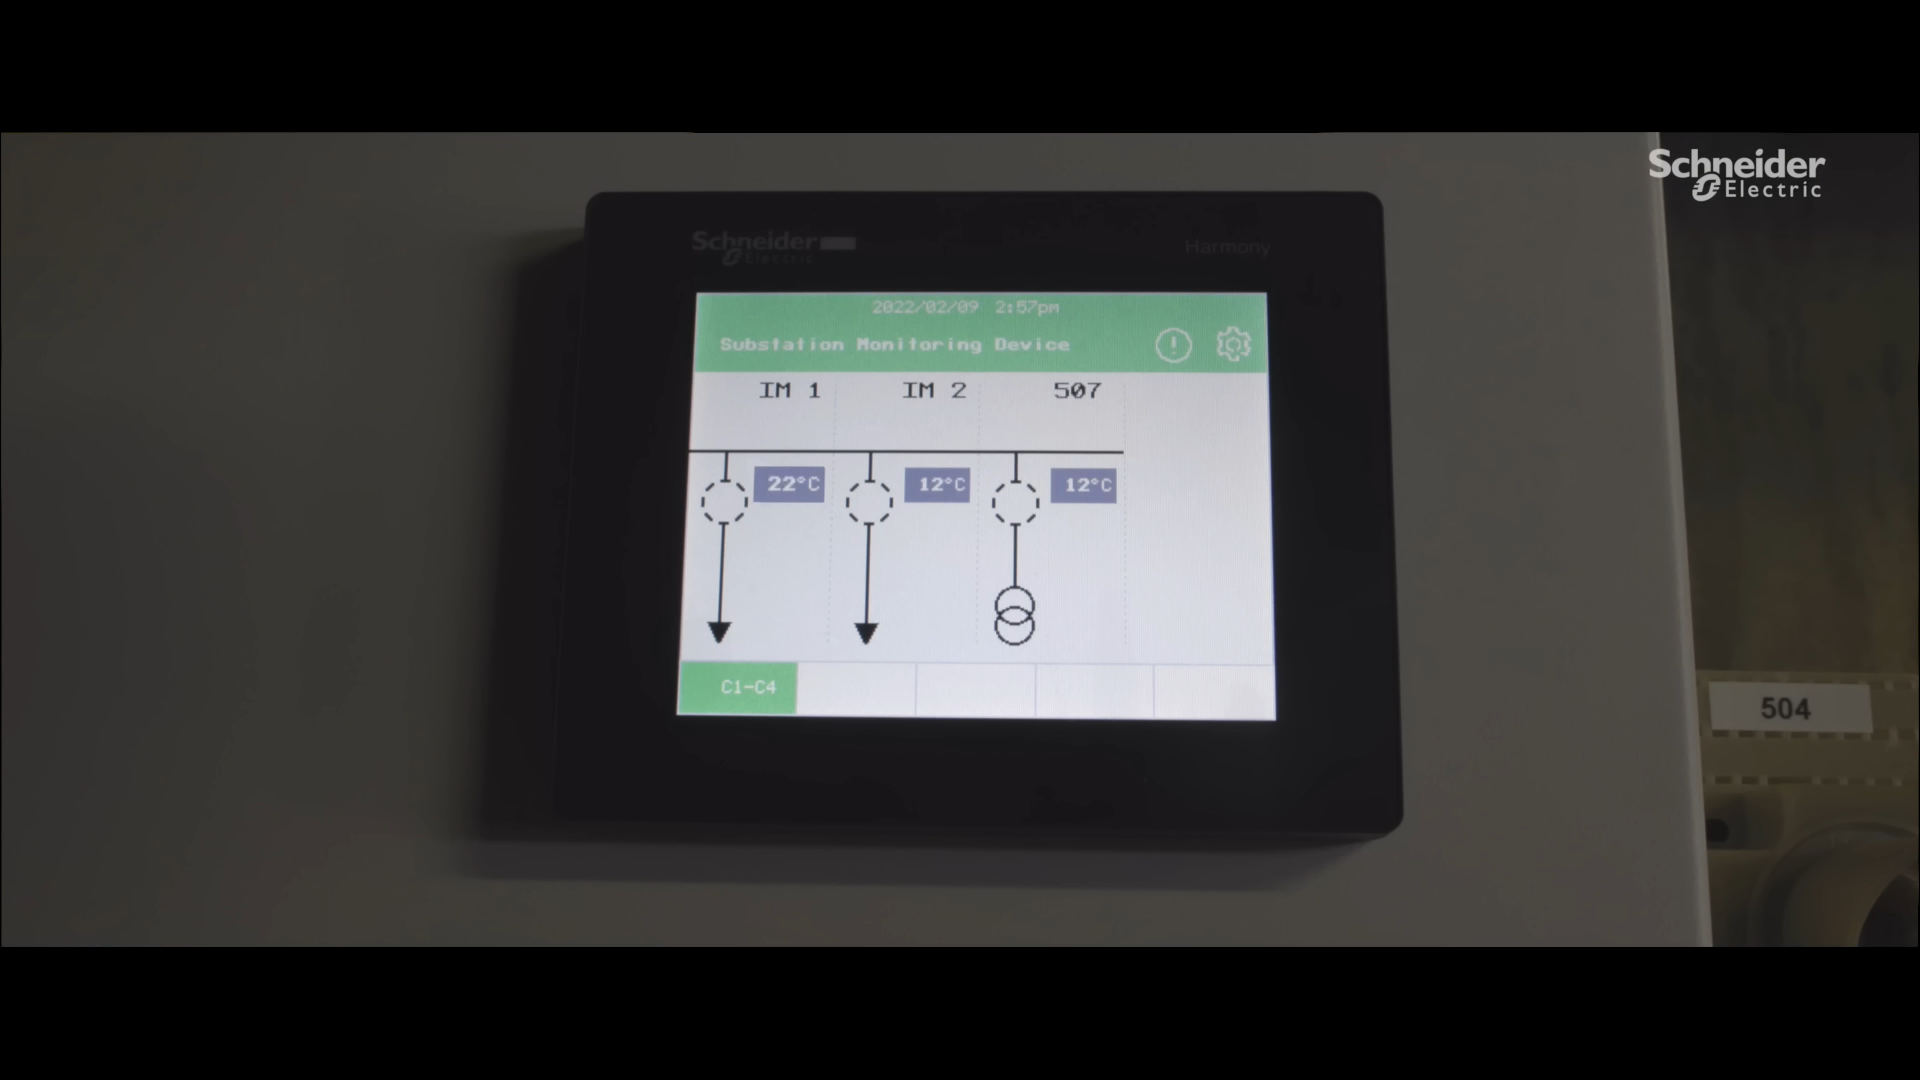 Schneider
Electric
Schneider
Electric
Harmony
2022/02/09 2:57pm
Substation Monitoring Device
IM 1 IM 2 507
22°C 12°C 12°C
C1-C4
504